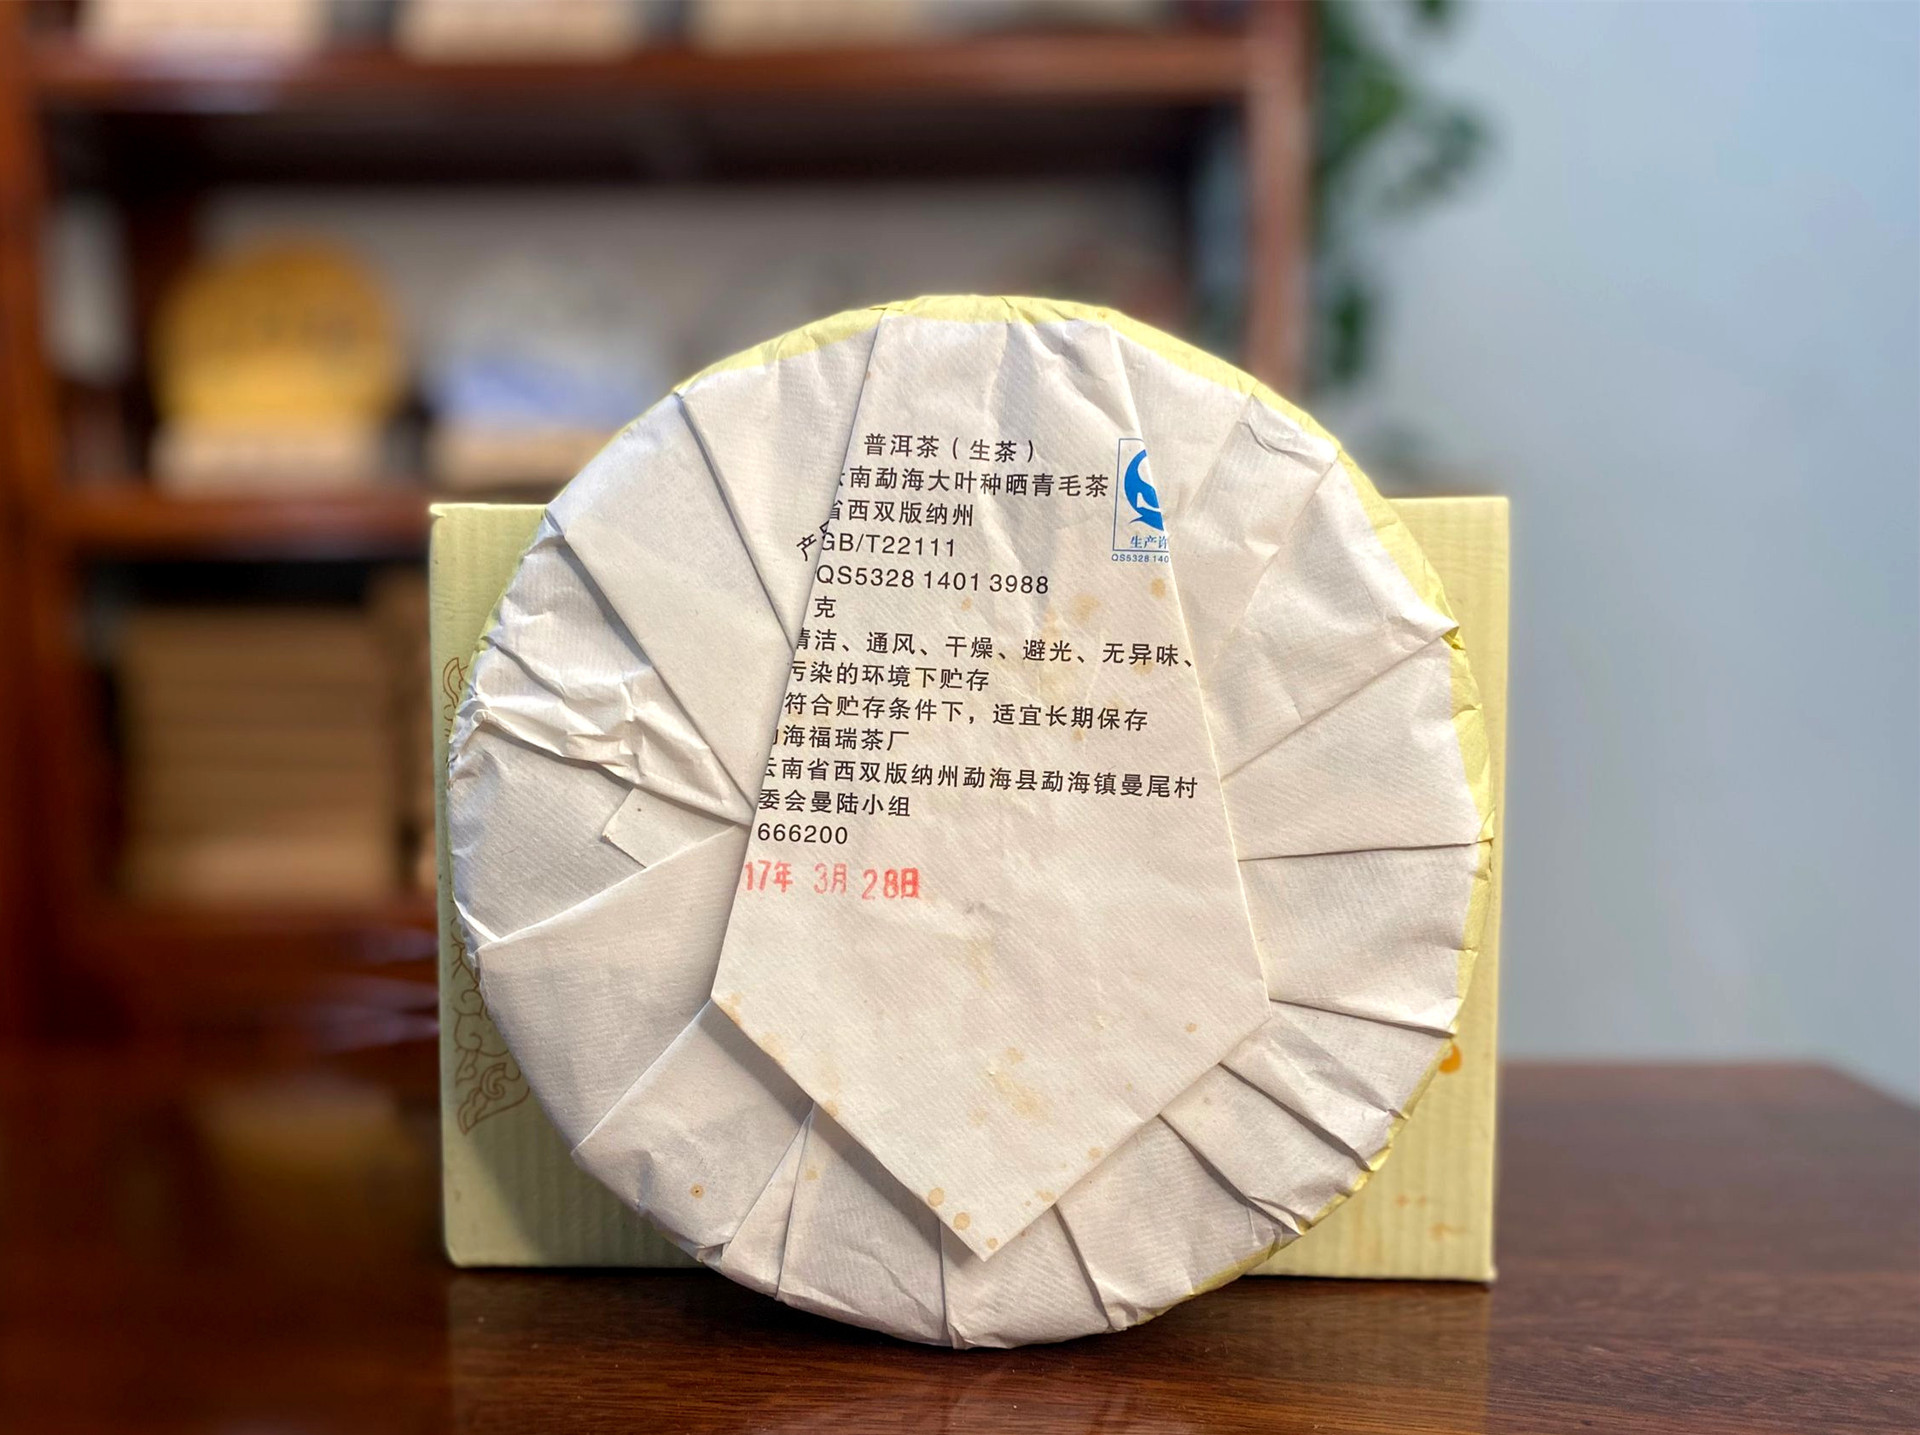 普洱茶（生茶）
云南勐海大叶种晒青毛茶
省西双版纳州
产
GB/T22111
QS5328 1401 3988
克
清洁、通风、干燥、避光、无异味、
污染的环境下贮存
符合贮存条件下，适宜长期保存
勐海福瑞茶厂
云南省西双版纳州勐海县勐海镇曼尾村
委会曼陆小组
666200
17年 3月 28日
生产许
QS5328 140